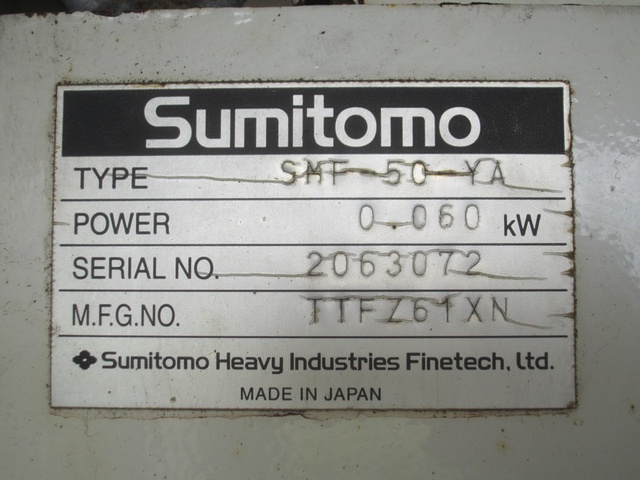 Sumitomo
TYPE SMF-50-YA
POWER 0.060 kW
SERIAL NO. 2063072
M.F.G.NO. TTFZ61XN
Sumitomo Heavy Industries Finetech, Ltd.
MADE IN JAPAN